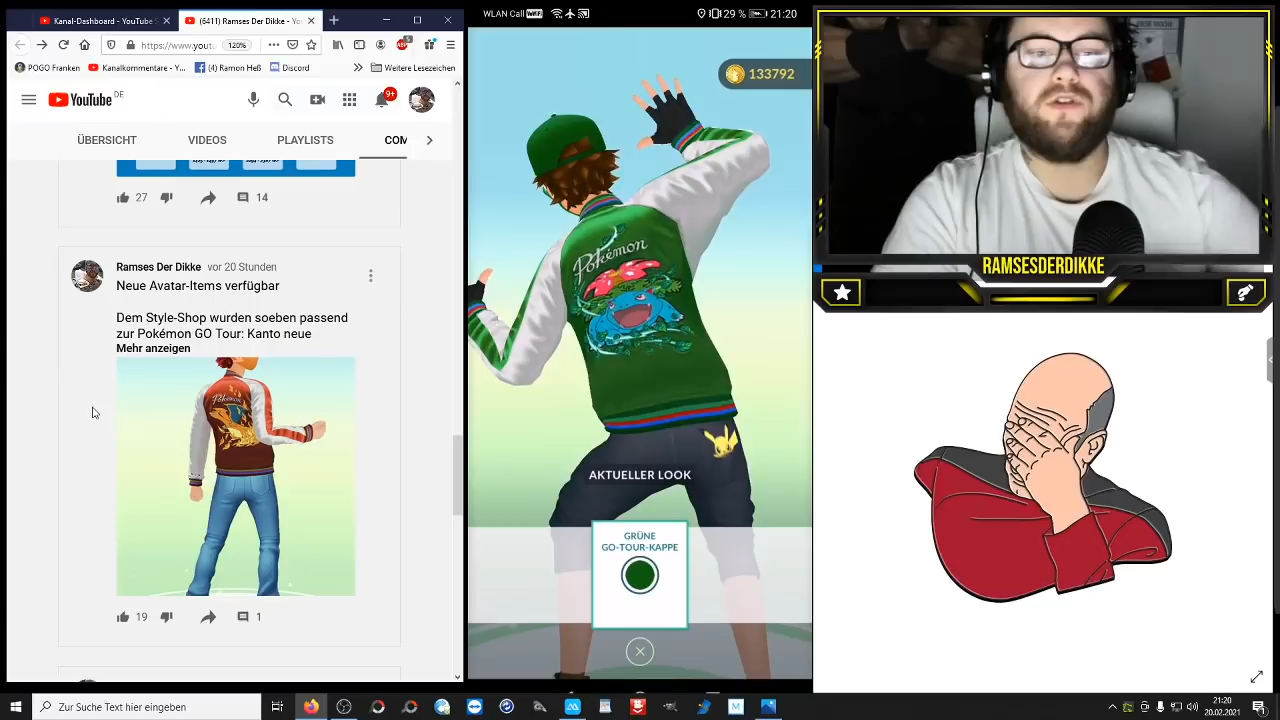 Kanal-Dashboard - YouTube S
(6411) Ramses Der Dikke - Yo
https://www.yout
120%
POGO Franken
Kanalkommentare - Y...
(4) Ramon Heß
Discord
Weitere Lesezeichen
YouTube DE
9+
ÜBERSICHT
VIDEOS
PLAYLISTS
COM
27
14
Ramses Der Dikke vor 20 Stunden
Neue Avatar-Items verfügbar
Dem Style-Shop wurden soeben passend
zur Pokémon GO Tour: Kanto neue
Mehr anzeigen
Pokémon
19
1
WLAN Call
29 %
21:20
133792
Pokémon
AKTUELLER LOOK
GRÜNE
GO-TOUR-KAPPE
RAMSESDERDIKKE
Zur Suche Text hier eingeben
21:20
20.02.2021